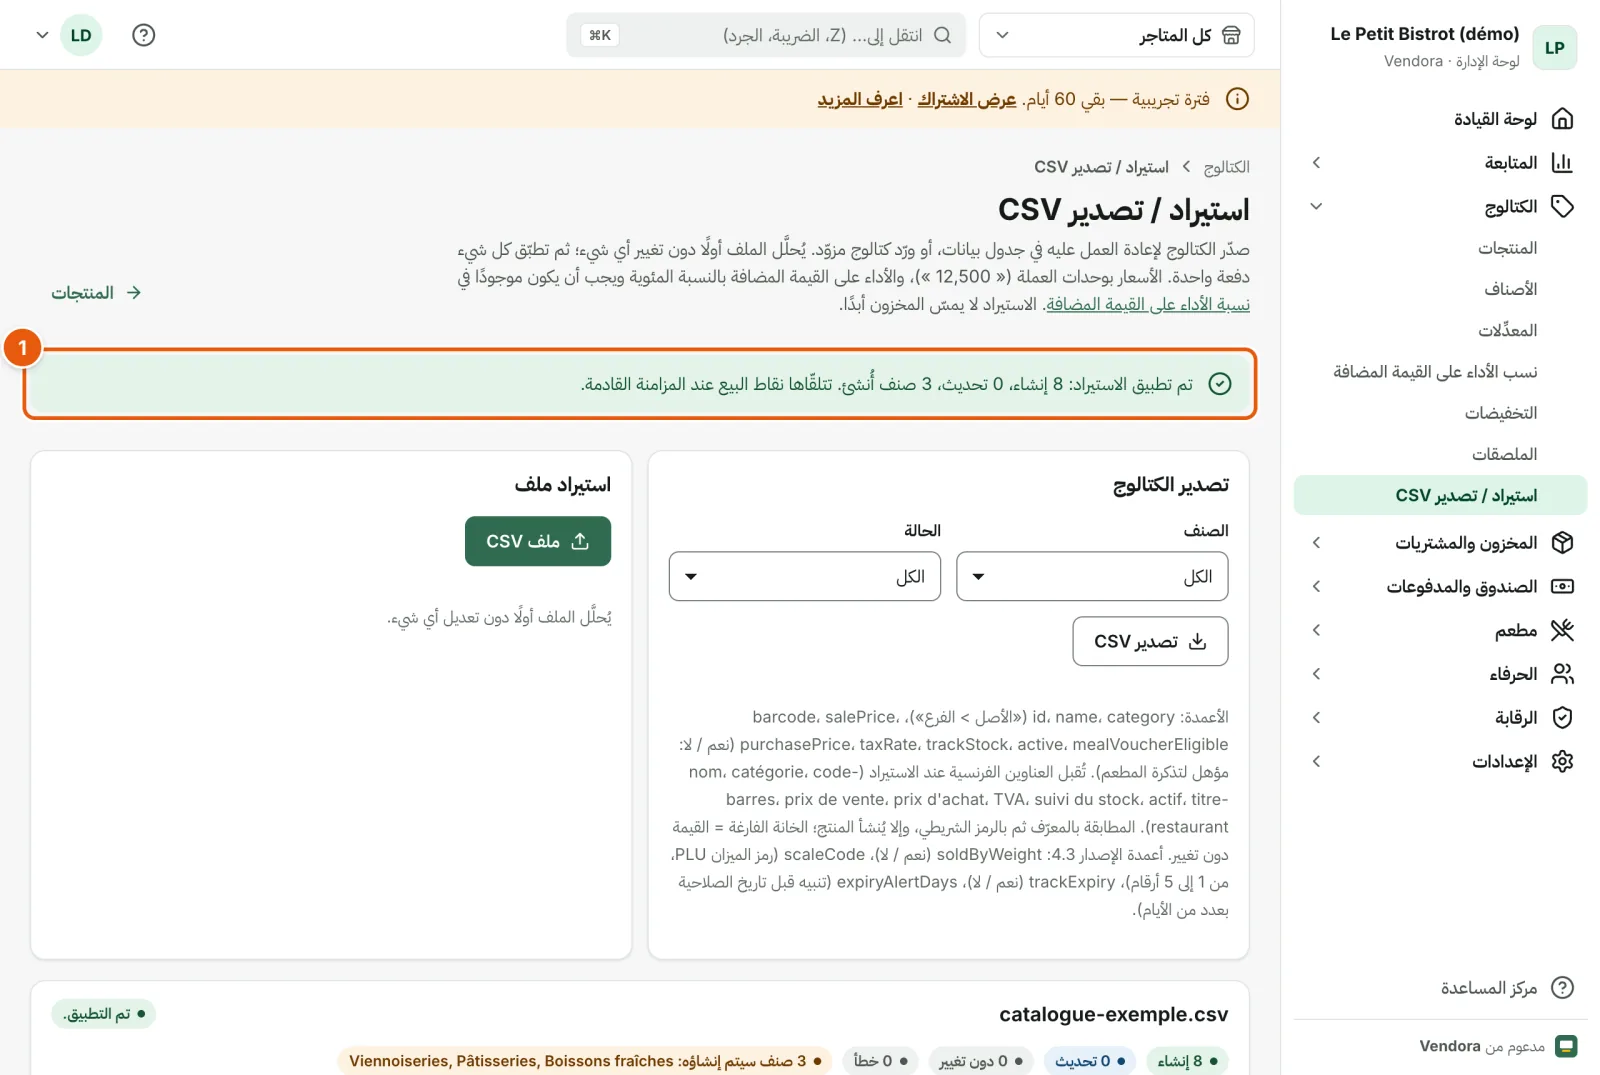 Le Petit Bistrot (démo)
لوحة الإدارة · Vendora
LP
لوحة القيادة
المتابعة
الكتالوج
المنتجات
الأصناف
المعدِّلات
نسب الأداء على القيمة المضافة
التخفيضات
الملصقات
استيراد / تصدير CSV
المخزون والمشتريات
الصندوق والمدفوعات
مطعم
الحرفاء
الرقابة
الإعدادات
مركز المساعدة
مدعوم من Vendora
كل المتاجر
انتقل إلى... (Z، الضريبة، الجرد)
⌘K
LD
فترة تجريبية — بقي 60 أيام. عرض الاشتراك · اعرف المزيد
الكتالوج
استيراد / تصدير CSV
استيراد / تصدير CSV
صدّر الكتالوج لإعادة العمل عليه في جدول بيانات، أو ورّد كتالوج مزوّد. يُحلَّل الملف أولًا دون تغيير أي شيء؛ ثم تطبّق كل شيء
دفعة واحدة. الأسعار بوحدات العملة (« 12,500 »)، والأداء على القيمة المضافة بالنسبة المئوية ويجب أن يكون موجودًا في
نسبة الأداء على القيمة المضافة. الاستيراد لا يمسّ المخزون أبدًا.
المنتجات
1
تم تطبيق الاستيراد: 8 إنشاء، 0 تحديث، 3 صنف أُنشئ. تتلقّاها نقاط البيع عند المزامنة القادمة.
تصدير الكتالوج
الصنف
الحالة
الكل
الكل
تصدير CSV
الأعمدة: id، name، category («الأصل > الفرع»)، barcode، salePrice،
purchasePrice، taxRate، trackStock، active، mealVoucherEligible (نعم / لا:
مؤهل لتذكرة المطعم). تُقبل العناوين الفرنسية عند الاستيراد (nom، catégorie، code-
barres، prix de vente، prix d'achat، TVA، suivi du stock، actif، titre-
restaurant). المطابقة بالمعرّف ثم بالرمز الشريطي، وإلا يُنشأ المنتج؛ الخانة الفارغة = القيمة
دون تغيير. أعمدة الإصدار 4.3: soldByWeight (نعم / لا)، scaleCode (رمز الميزان PLU،
من 1 إلى 5 أرقام)، trackExpiry (نعم / لا)، expiryAlertDays (تنبيه قبل تاريخ الصلاحية
بعدد من الأيام).
استيراد ملف
ملف CSV
يُحلَّل الملف أولًا دون تعديل أي شيء.
catalogue-exemple.csv
تم التطبيق.
8 إنشاء
0 تحديث
0 دون تغيير
0 خطأ
3 صنف سيتم إنشاؤه: Viennoiseries, Pâtisseries, Boissons fraîches